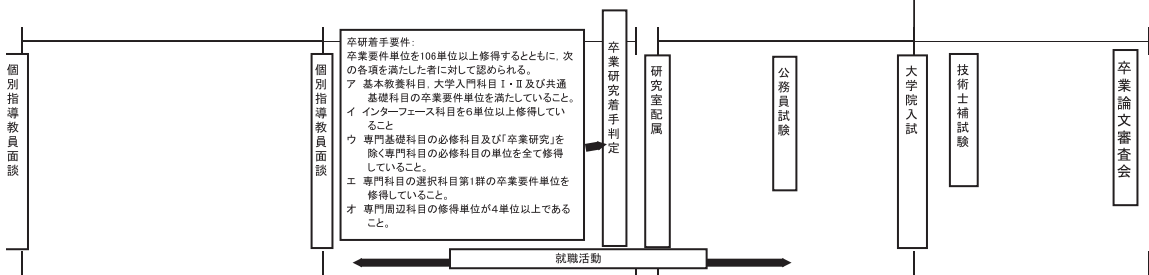 個別指導教員面談
個別指導教員面談
卒研着手要件:
卒業要件単位を106単位以上修得するとともに、次
の各項を満たした者に対して認められる。
ア 基本教養科目，大学入門科目Ⅰ・Ⅱ及び共通
基礎科目の卒業要件単位を満たしていること。
イ インターフェース科目を6単位以上修得してい
ること
ウ 専門基礎科目の必修科目及び「卒業研究」を
除く専門科目の必修科目の単位を全て修得
していること。
エ 専門科目の選択科目第1群の卒業要件単位を
修得していること。
オ 専門周辺科目の修得単位が4単位以上である
こと。
卒業研究着手判定
研究室配属
公務員試験
大学院入試
技術士補試験
卒業論文審査会
就職活動